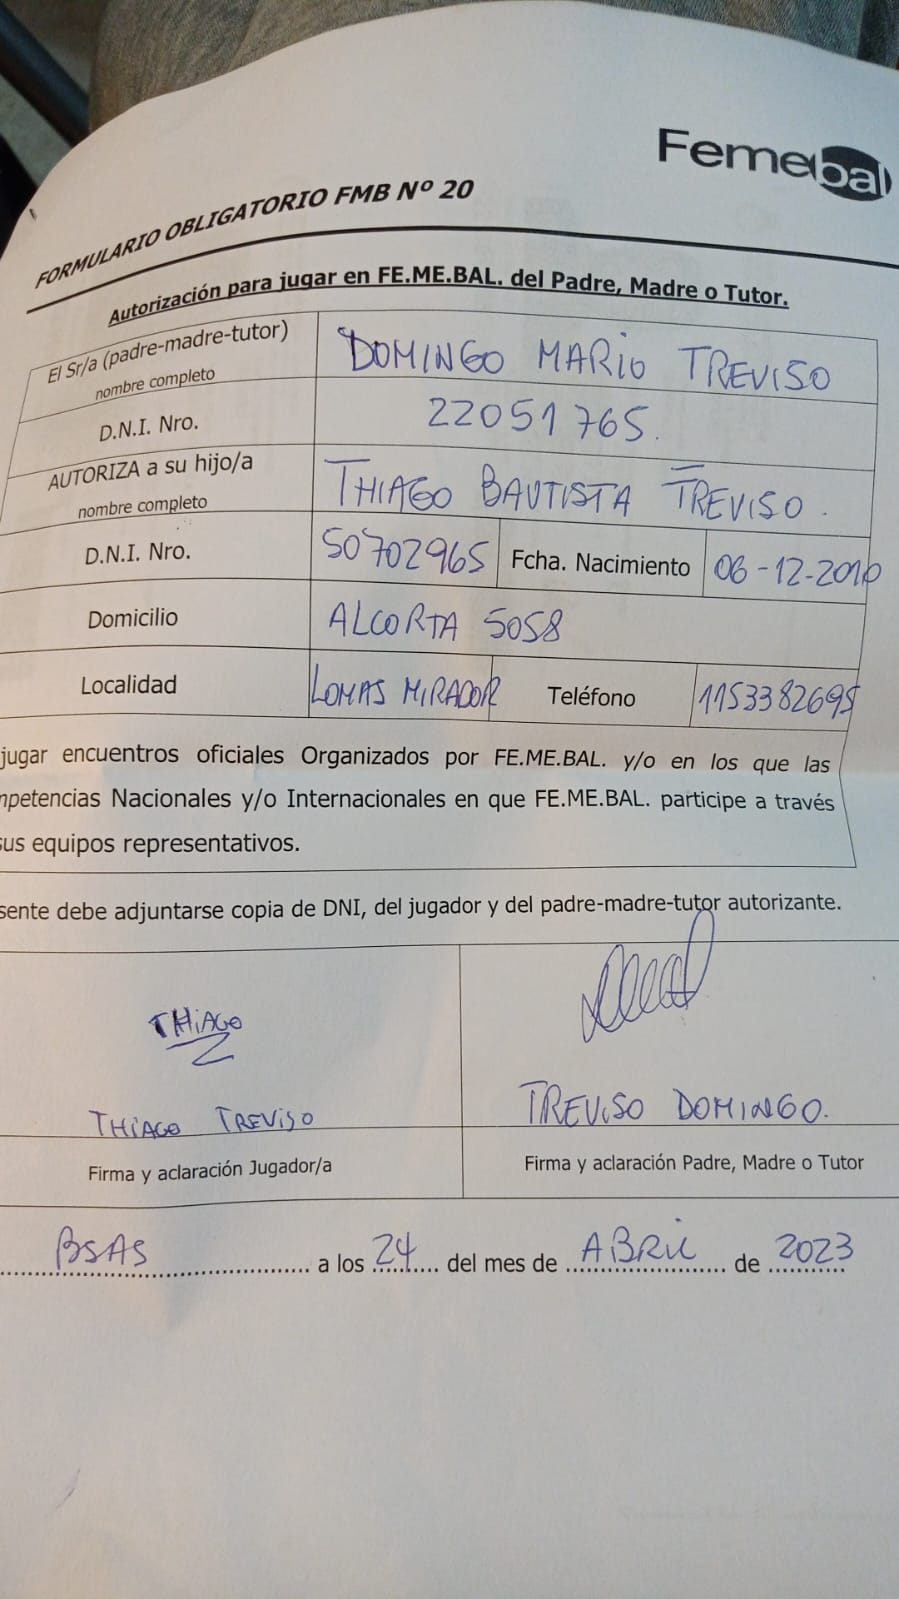 Femebal
FORMULARIO OBLIGATORIO FMB Nº 20
Autorización para jugar en FE.ME.BAL. del Padre, Madre o Tutor.
El Sr/a (padre-madre-tutor)
nombre completo
DOMINGO MARIO TREVISO
D.N.I. Nro.
22051765.
AUTORIZA a su hijo/a
nombre completo
THIAGO BAUTISTA TREVISO.
D.N.I. Nro.
50702965 Fcha. Nacimiento 06-12-2010
Domicilio
ALCORTA 5058
Localidad
LOMAS MIRADOR Teléfono 1153382695
jugar encuentros oficiales Organizados por FE.ME.BAL. y/o en los que las
mpetencias Nacionales y/o Internacionales en que FE.ME.BAL. participe a través
sus equipos representativos.
sente debe adjuntarse copia de DNI, del jugador y del padre-madre-tutor autorizante.
THIAGO
THIAGO TREVISO
TREVISO DOMINGO.
Firma y aclaración Jugador/a
Firma y aclaración Padre, Madre o Tutor
BSAS a los 24 del mes de ABRIL de 2023